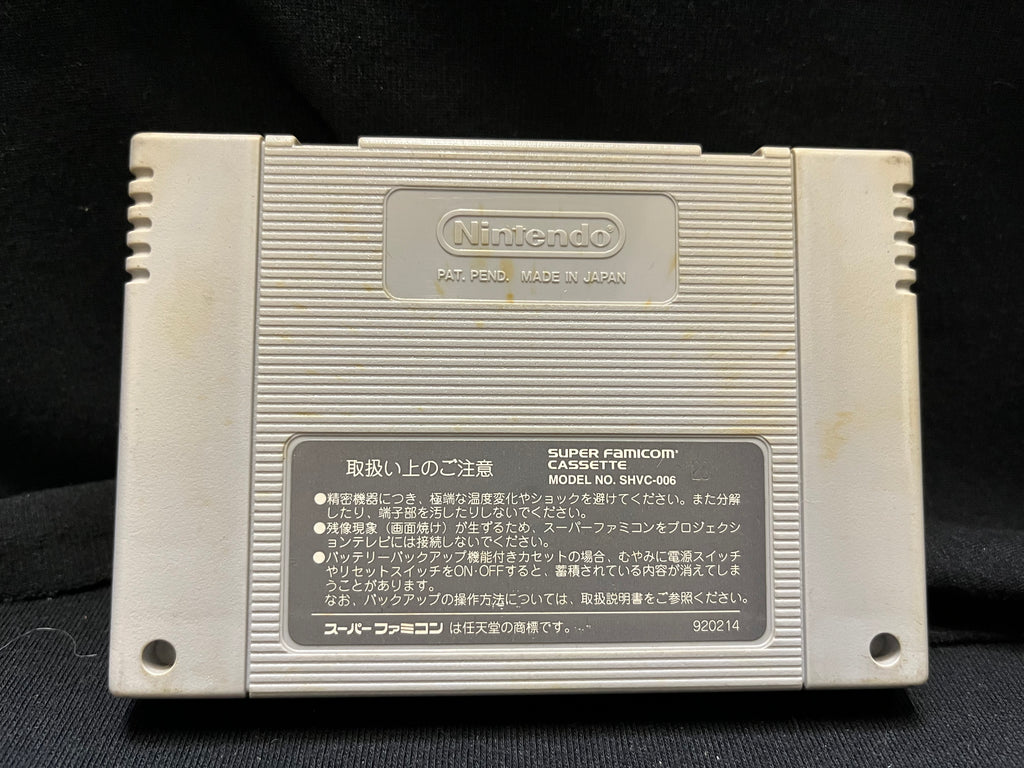 Nintendo®
PAT. PEND. MADE IN JAPAN
取扱い上のご注意
SUPER FAMICOM®
CASSETTE
MODEL NO. SHVC-006
●精密機器につき、極端な温度変化やショックを避けてください。また分解
したり、端子部を汚したりしないでください。
●残像現象（画面焼け）が生ずるため、スーパーファミコンをプロジェクシ
ョンテレビには接続しないでください。
●バッテリーバックアップ機能付きカセットの場合、むやみに電源スイッチ
やリセットスイッチをON·OFFすると、蓄積されている内容が消えてしま
うことがあります。
なお、バックアップの操作方法については、取扱説明書をご参照ください。
スーパーファミコン は任天堂の商標です。
920214